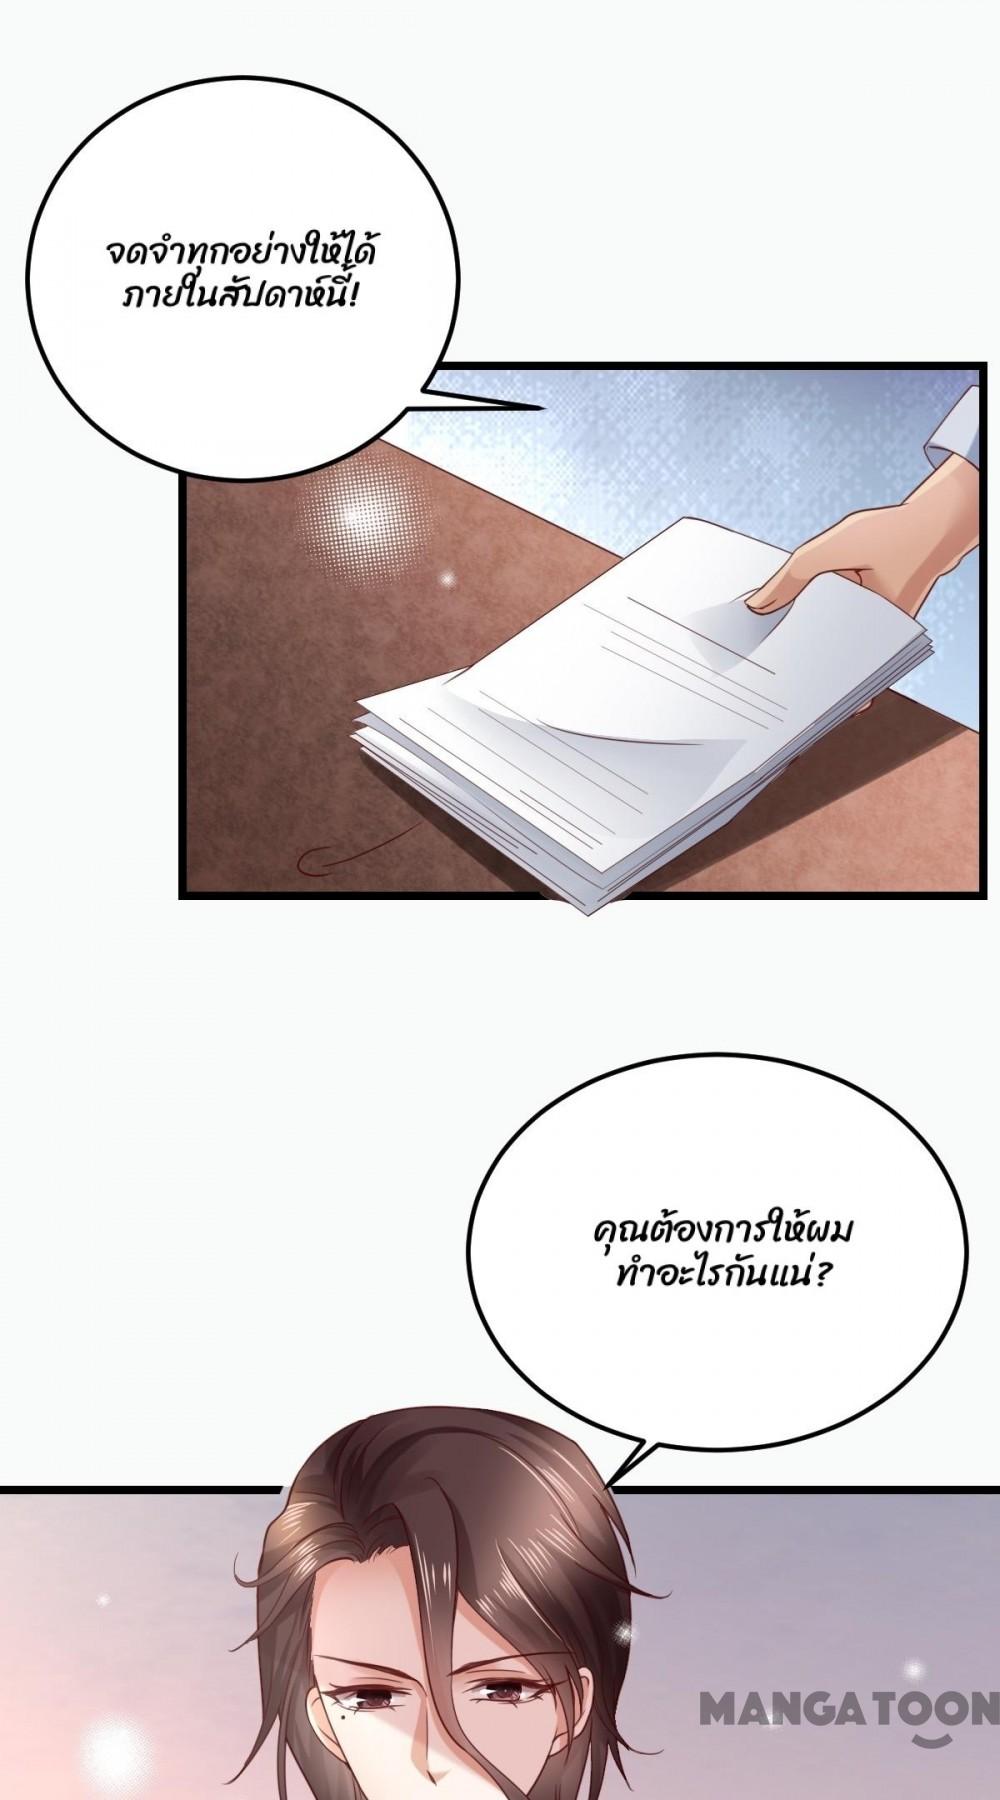 จดจำทุกอย่างให้ได้
ภายในสัปดาห์นี้!
คุณต้องการให้ผม
ทำอะไรกันแน่?
MANGATOON